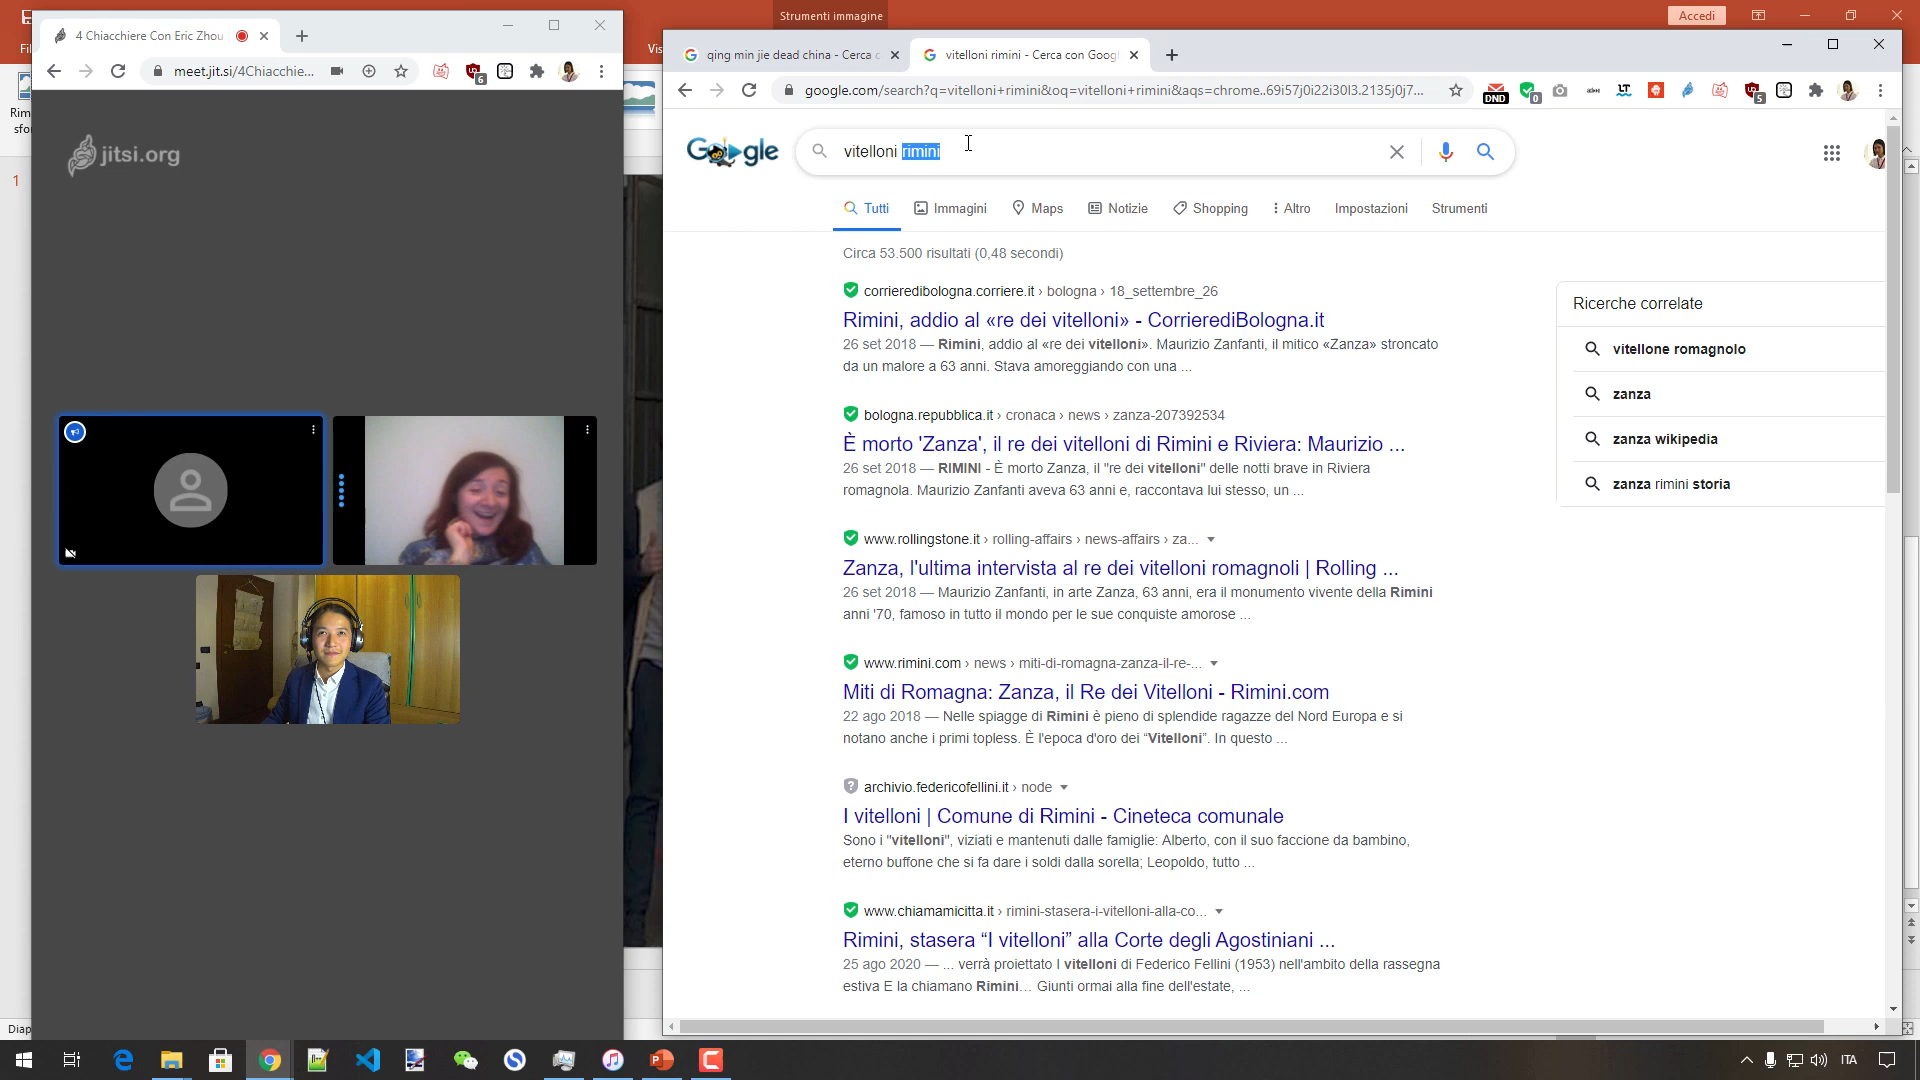 Strumenti immagine
Accedi
4 Chiacchiere Con Eric Zhou
meet.jit.si/4Chiacchie...
6
jitsi.org
1
qing min jie dead china - Cerca c
vitelloni rimini - Cerca con Googl
google.com/search?q=vitelloni+rimini&oq=vitelloni+rimini&aqs=chrome..69i57j0i22i30l3.2135j0j7...
DND
0
LT
5
Google
vitelloni rimini
Tutti
Immagini
Maps
Notizie
Shopping
Altro
Impostazioni
Strumenti
Circa 53.500 risultati (0,48 secondi)
corrieredibologna.corriere.it › bologna › 18_settembre_26
Rimini, addio al «re dei vitelloni» - CorrierediBologna.it
26 set 2018 — Rimini, addio al «re dei vitelloni». Maurizio Zanfanti, il mitico «Zanza» stroncato
da un malore a 63 anni. Stava amoreggiando con una ...
bologna.repubblica.it › cronaca › news › zanza-207392534
È morto 'Zanza', il re dei vitelloni di Rimini e Riviera: Maurizio ...
26 set 2018 — RIMINI - È morto Zanza, il "re dei vitelloni" delle notti brave in Riviera
romagnola. Maurizio Zanfanti aveva 63 anni e, raccontava lui stesso, un ...
www.rollingstone.it › rolling-affairs › news-affairs › za...
Zanza, l'ultima intervista al re dei vitelloni romagnoli | Rolling ...
26 set 2018 — Maurizio Zanfanti, in arte Zanza, 63 anni, era il monumento vivente della Rimini
anni '70, famoso in tutto il mondo per le sue conquiste amorose ...
www.rimini.com › news › miti-di-romagna-zanza-il-re-...
Miti di Romagna: Zanza, il Re dei Vitelloni - Rimini.com
22 ago 2018 — Nelle spiagge di Rimini è pieno di splendide ragazze del Nord Europa e si
notano anche i primi topless. È l'epoca d'oro dei “Vitelloni”. In questo ...
archivio.federicofellini.it › node
I vitelloni | Comune di Rimini - Cineteca comunale
Sono i "vitelloni", viziati e mantenuti dalle famiglie: Alberto, con il suo faccione da bambino,
eterno buffone che si fa dare i soldi dalla sorella; Leopoldo, tutto ...
www.chiamamicitta.it › rimini-stasera-i-vitelloni-alla-co...
Rimini, stasera “I vitelloni” alla Corte degli Agostiniani ...
25 ago 2020 — ... verrà proiettato I vitelloni di Federico Fellini (1953) nell'ambito della rassegna
estiva E la chiamano Rimini… Giunti ormai alla fine dell'estate, ...
Ricerche correlate
vitellone romagnolo
zanza
zanza wikipedia
zanza rimini storia
ITA